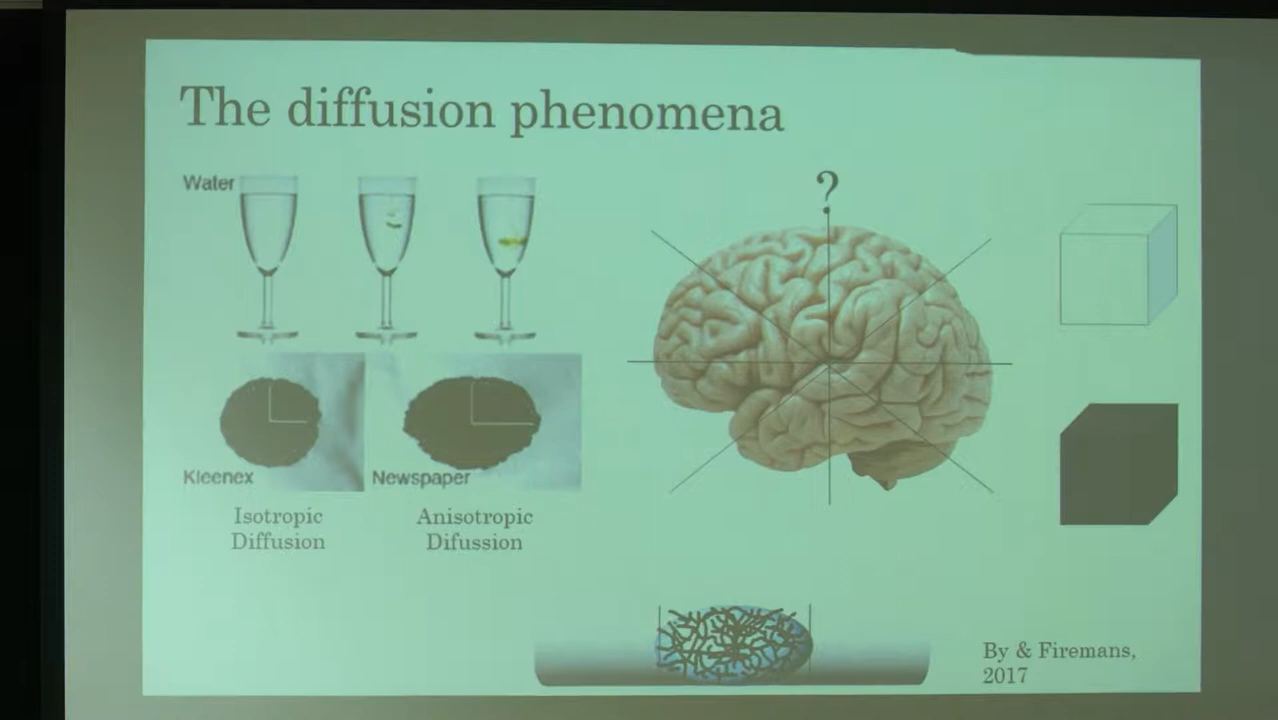 The diffusion phenomena
Water
?
Kleenex
Newspaper
Isotropic
Diffusion
Anisotropic
Difussion
By & Firemans,
2017